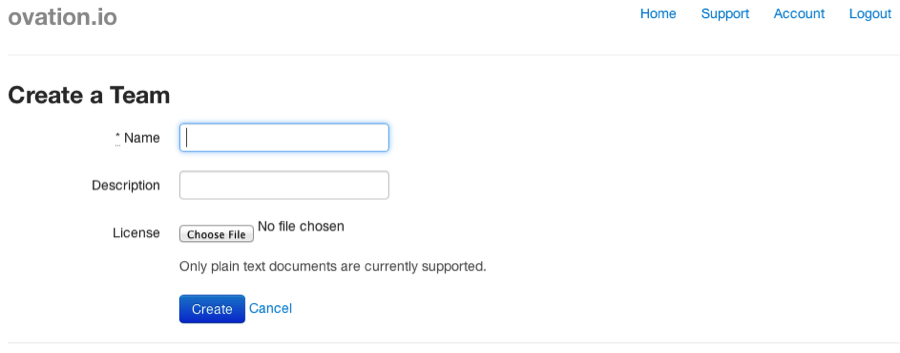 ovation.io
Home Support Account Logout
Create a Team
* Name
Description
License Choose File No file chosen
Only plain text documents are currently supported.
Create Cancel